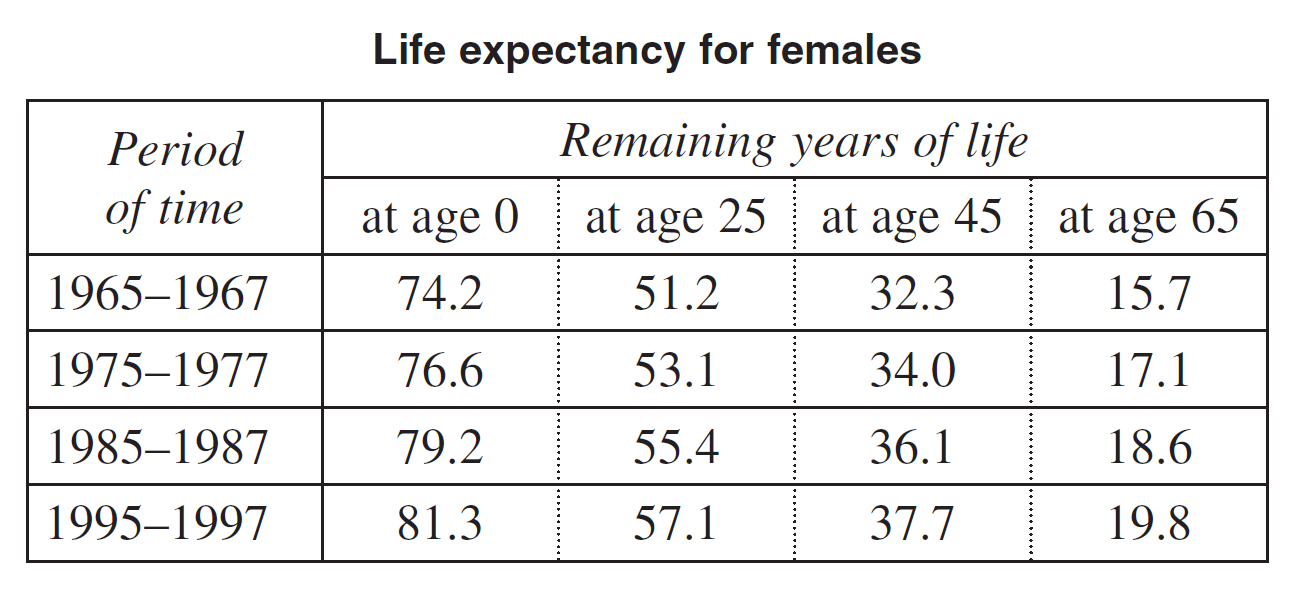 Life expectancy for females
Period
of time
Remaining years of life
at age 0 at age 25 at age 45 at age 65
1965–1967 74.2 51.2 32.3 15.7
1975–1977 76.6 53.1 34.0 17.1
1985–1987 79.2 55.4 36.1 18.6
1995–1997 81.3 57.1 37.7 19.8